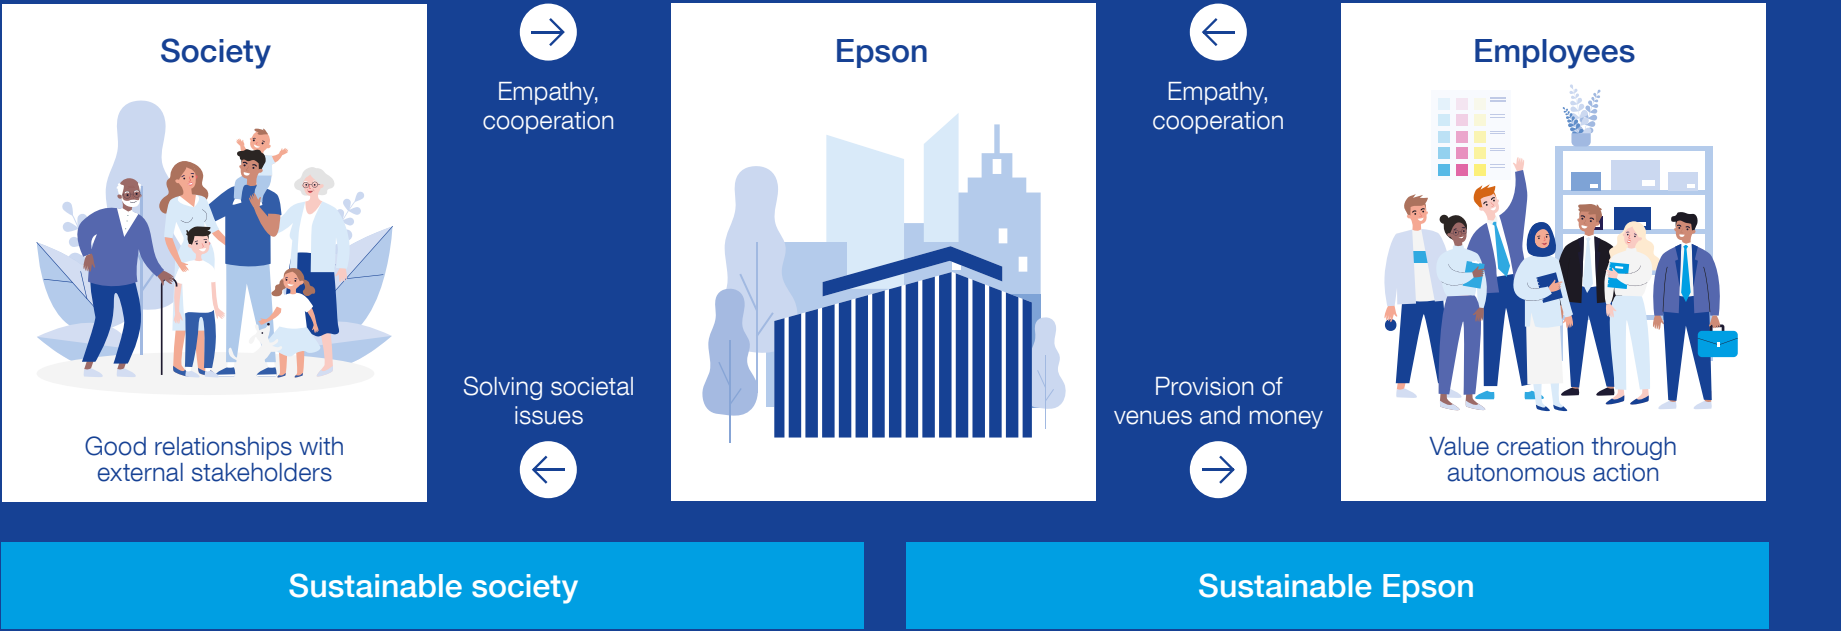 Society
Good relationships with
external stakeholders
Empathy,
cooperation
Solving societal
issues
Epson
Empathy,
cooperation
Provision of
venues and money
Employees
Value creation through
autonomous action
Sustainable society
Sustainable Epson